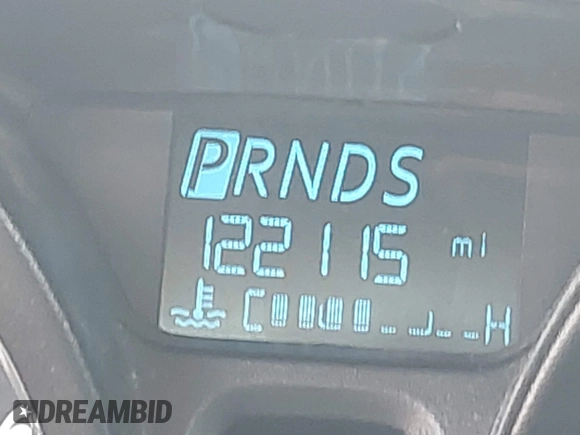 PRNDS
122115 mi
C H
DREAMBID